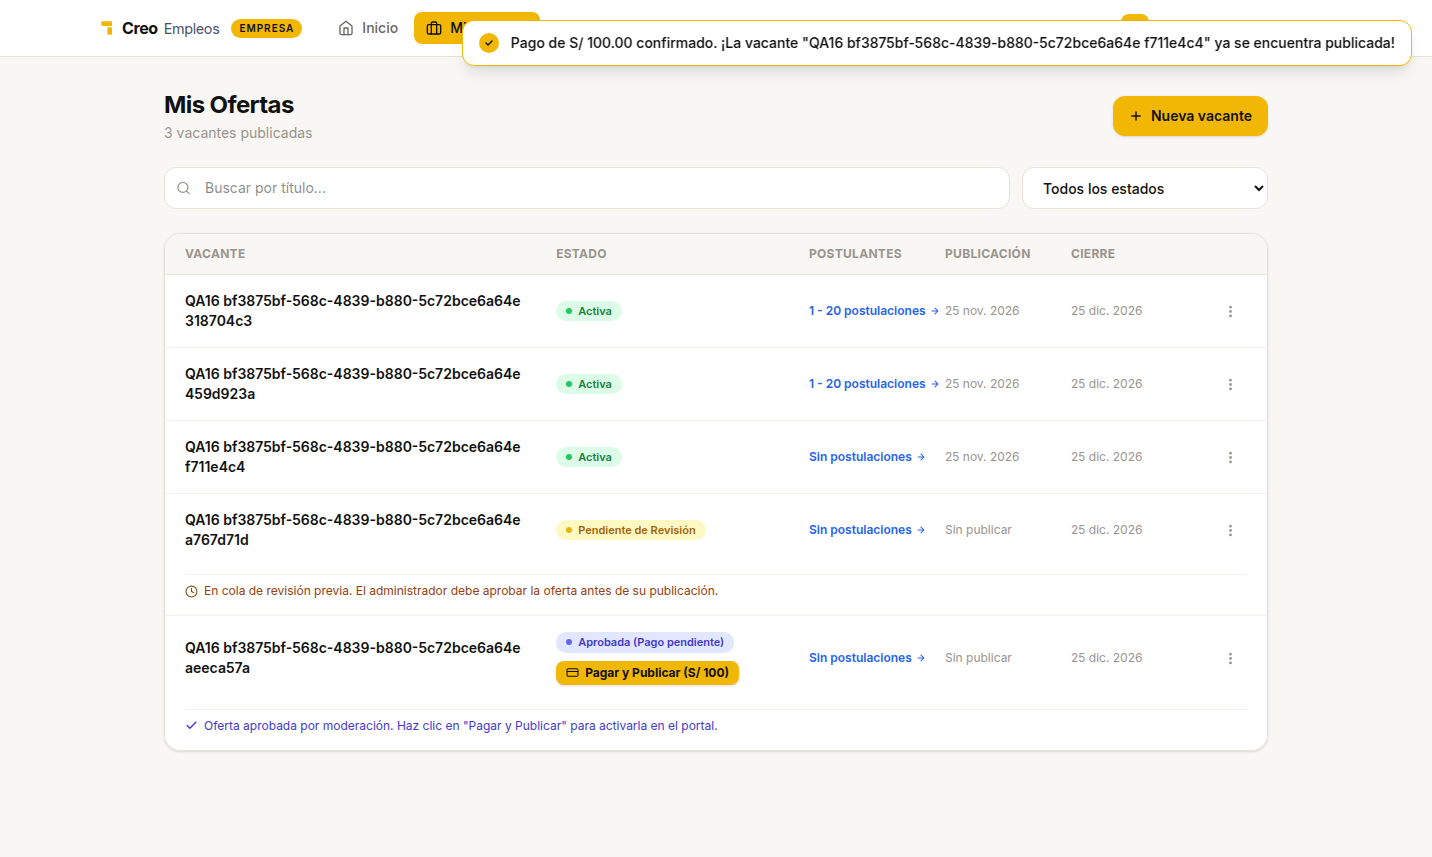 Creo Empleos EMPRESA Inicio
Pago de S/ 100.00 confirmado. ¡La vacante "QA16 bf3875bf-568c-4839-b880-5c72bce6a64e f711e4c4" ya se encuentra publicada!
Mis Ofertas
3 vacantes publicadas
+ Nueva vacante
Buscar por título...
Todos los estados
VACANTE ESTADO POSTULANTES PUBLICACIÓN CIERRE
QA16 bf3875bf-568c-4839-b880-5c72bce6a64e
318704c3
Activa
1 - 20 postulaciones →
25 nov. 2026
25 dic. 2026
QA16 bf3875bf-568c-4839-b880-5c72bce6a64e
459d923a
Activa
1 - 20 postulaciones →
25 nov. 2026
25 dic. 2026
QA16 bf3875bf-568c-4839-b880-5c72bce6a64e
f711e4c4
Activa
Sin postulaciones →
25 nov. 2026
25 dic. 2026
QA16 bf3875bf-568c-4839-b880-5c72bce6a64e
a767d71d
Pendiente de Revisión
Sin postulaciones →
Sin publicar
25 dic. 2026
En cola de revisión previa. El administrador debe aprobar la oferta antes de su publicación.
QA16 bf3875bf-568c-4839-b880-5c72bce6a64e
aeeca57a
Aprobada (Pago pendiente)
Pagar y Publicar (S/ 100)
Sin postulaciones →
Sin publicar
25 dic. 2026
Oferta aprobada por moderación. Haz clic en "Pagar y Publicar" para activarla en el portal.